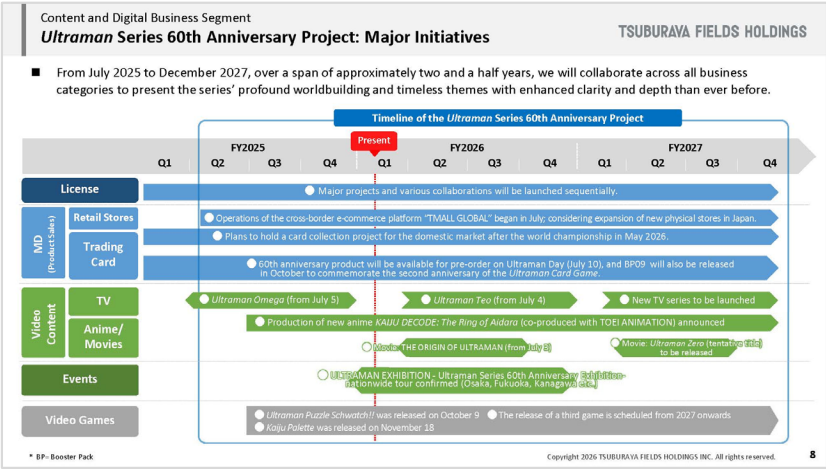 Content and Digital Business Segment
Ultraman Series 60th Anniversary Project: Major Initiatives
TSUBURAYA FIELDS HOLDINGS
■ From July 2025 to December 2027, over a span of approximately two and a half years, we will collaborate across all business
categories to present the series' profound worldbuilding and timeless themes with enhanced clarity and depth than ever before.
Timeline of the Ultraman Series 60th Anniversary Project
Present
FY2025 FY2026 FY2027
Q1 Q2 Q3 Q4 Q1 Q2 Q3 Q4 Q1 Q2 Q3 Q4
License
Major projects and various collaborations will be launched sequentially.
MD
(Product Sales)
Retail Stores
Operations of the cross-border e-commerce platform "TMALL GLOBAL" began in July; considering expansion of new physical stores in Japan.
Trading
Card
Plans to hold a card collection project for the domestic market after the world championship in May 2026.
60th anniversary product will be available for pre-order on Ultraman Day (July 10), and BP09 will also be released
in October to commemorate the second anniversary of the Ultraman Card Game.
Video
Content
TV
Ultraman Omega (from July 5)
Ultraman Teo (from July 4)
New TV series to be launched
Anime/
Movies
Production of new anime KAIJU DECODE: The Ring of Aidara (co-produced with TOEI ANIMATION) announced
Movie: THE ORIGIN OF ULTRAMAN (from July 3)
Movie: Ultraman Zero (tentative title)
to be released
Events
ULTRAMAN EXHIBITION - Ultraman Series 60th Anniversary Exhibition-
nationwide tour confirmed (Osaka, Fukuoka, Kanagawa etc.)
Video Games
Ultraman Puzzle Schwatch!! was released on October 9
The release of a third game is scheduled from 2027 onwards
Kaiju Palette was released on November 18
* BP= Booster Pack
Copyright 2026 TSUBURAYA FIELDS HOLDINGS INC. All rights reserved.
8